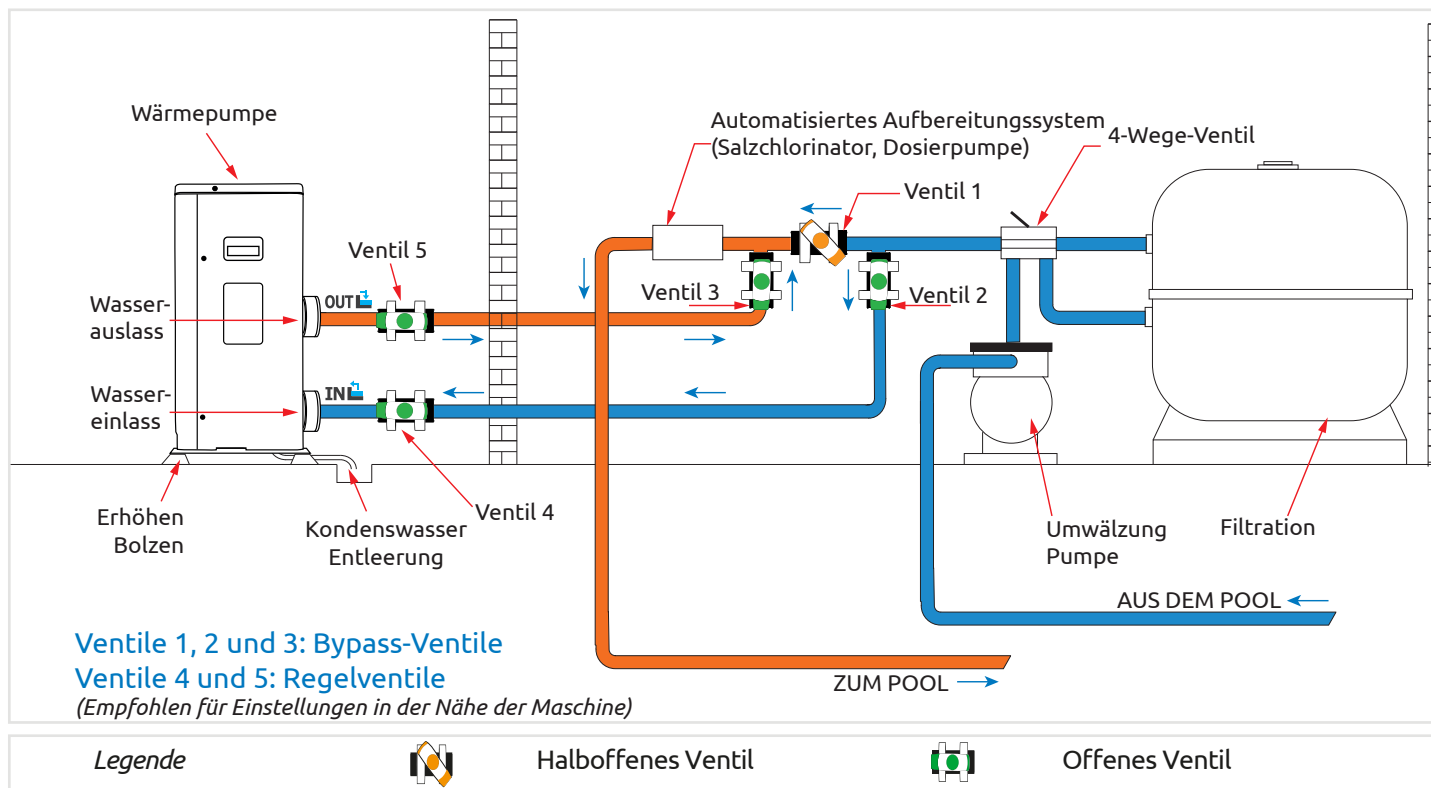 Wärmepumpe
Automatisiertes Aufbereitungssystem
(Salzchlorinator, Dosierpumpe)
4-Wege-Ventil
Ventil 1
Ventil 5
Ventil 3
Ventil 2
OUT
Wasser-
auslass
IN
Wasser-
einlass
Ventil 4
Erhöhen
Bolzen
Kondenswasser
Entleerung
Umwälzung
Pumpe
Filtration
AUS DEM POOL
ZUM POOL
Ventile 1, 2 und 3: Bypass-Ventile
Ventile 4 und 5: Regelventile
(Empfohlen für Einstellungen in der Nähe der Maschine)
Legende
Halboffenes Ventil
Offenes Ventil